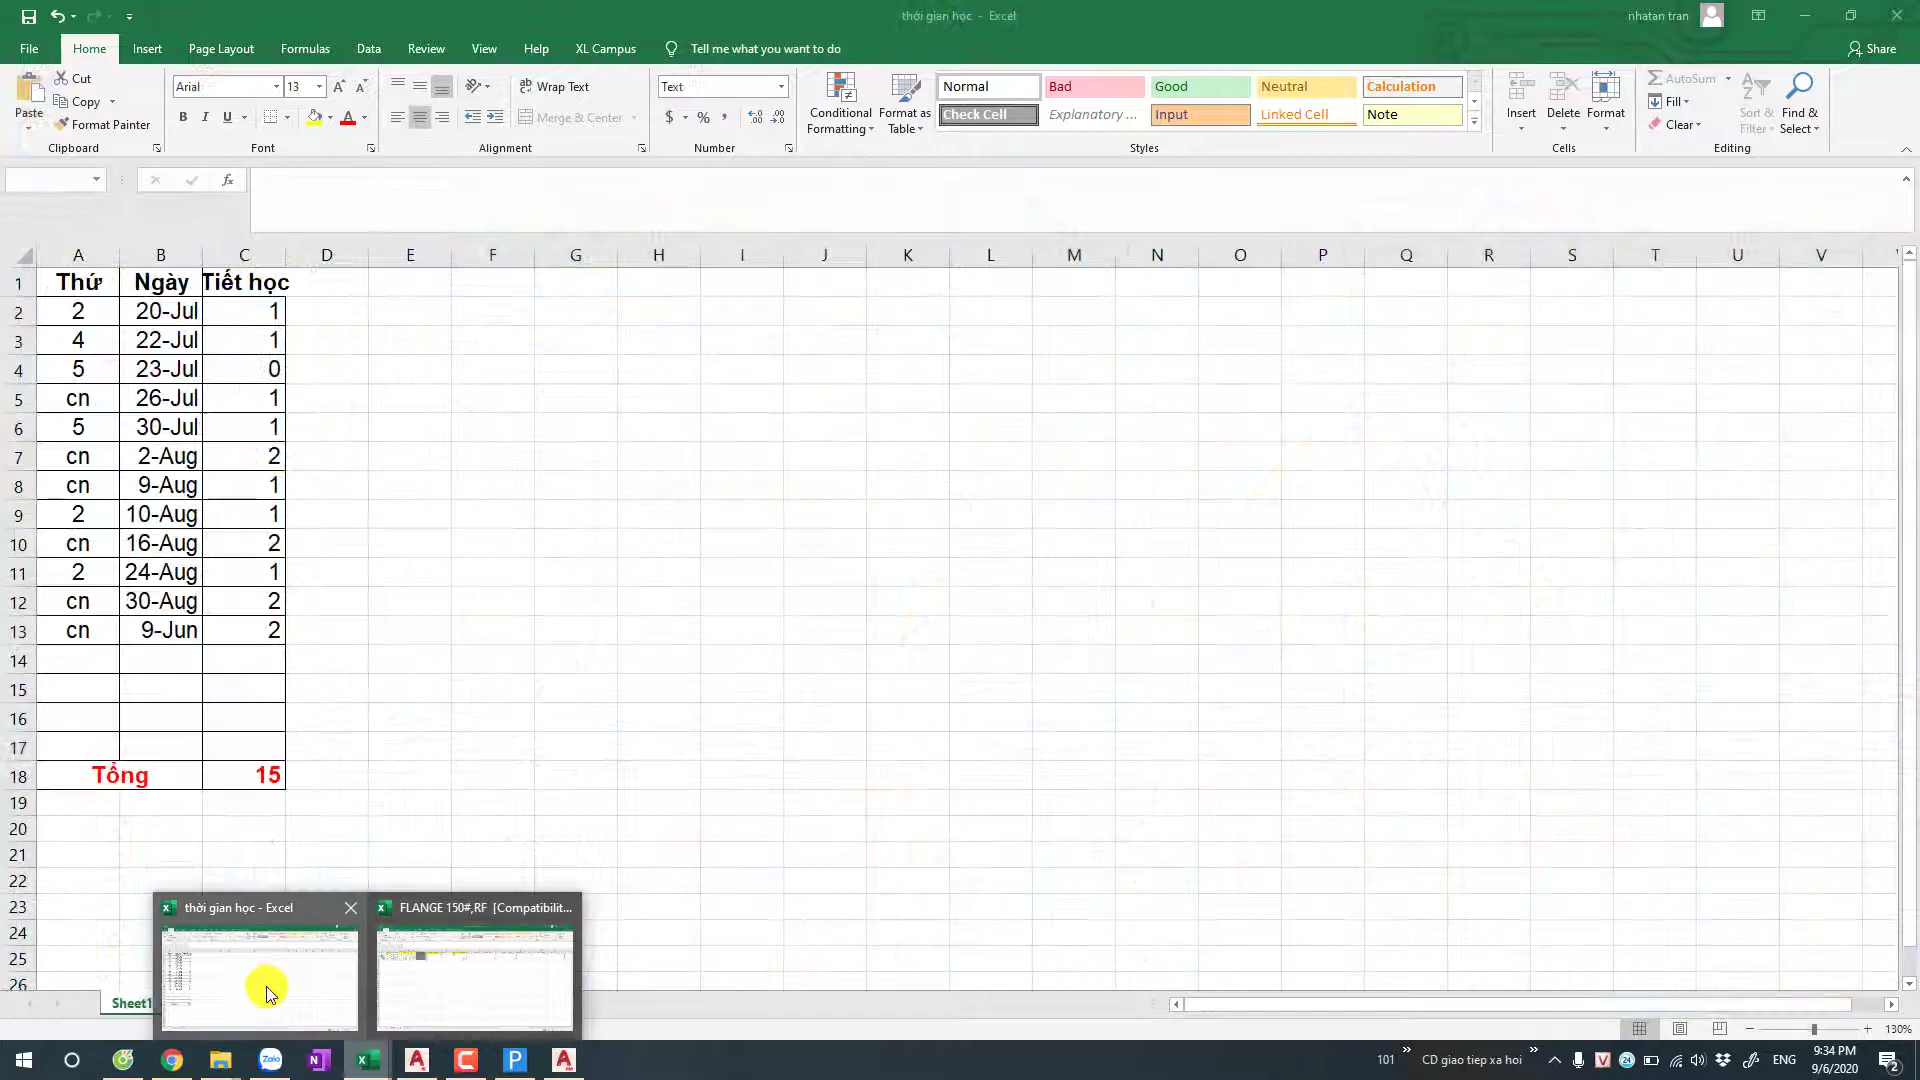 thời gian học - Excel
nhatan tran
File Home Insert Page Layout Formulas Data Review View Help XL Campus Tell me what you want to do Share
Paste Cut Copy Format Painter Clipboard
Arial 13 A A B I U A Font
Wrap Text Merge & Center Alignment
Text $ % , Number
Conditional Formatting Format as Table
Normal Bad Good Neutral Calculation
Check Cell Explanatory ... Input Linked Cell Note
Styles
Insert Delete Format Cells
AutoSum Fill Clear Sort & Filter Find & Select Editing
fx
A B C D E F G H I J K L M N O P Q R S T U V
1 Thứ Ngày Tiết học
2 2 20-Jul 1
3 4 22-Jul 1
4 5 23-Jul 0
5 cn 26-Jul 1
6 5 30-Jul 1
7 cn 2-Aug 2
8 cn 9-Aug 1
9 2 10-Aug 1
10 cn 16-Aug 2
11 2 24-Aug 1
12 cn 30-Aug 2
13 cn 9-Jun 2
14
15
16
17
18 Tổng 15
19
20
21
22
23
24
25
26
thời gian học - Excel
FLANGE 150#,RF [Compatibilit...
Sheet1
130%
Zalo
101 CD giao tiep xa hoi ENG 9:34 PM
9/6/2020
2